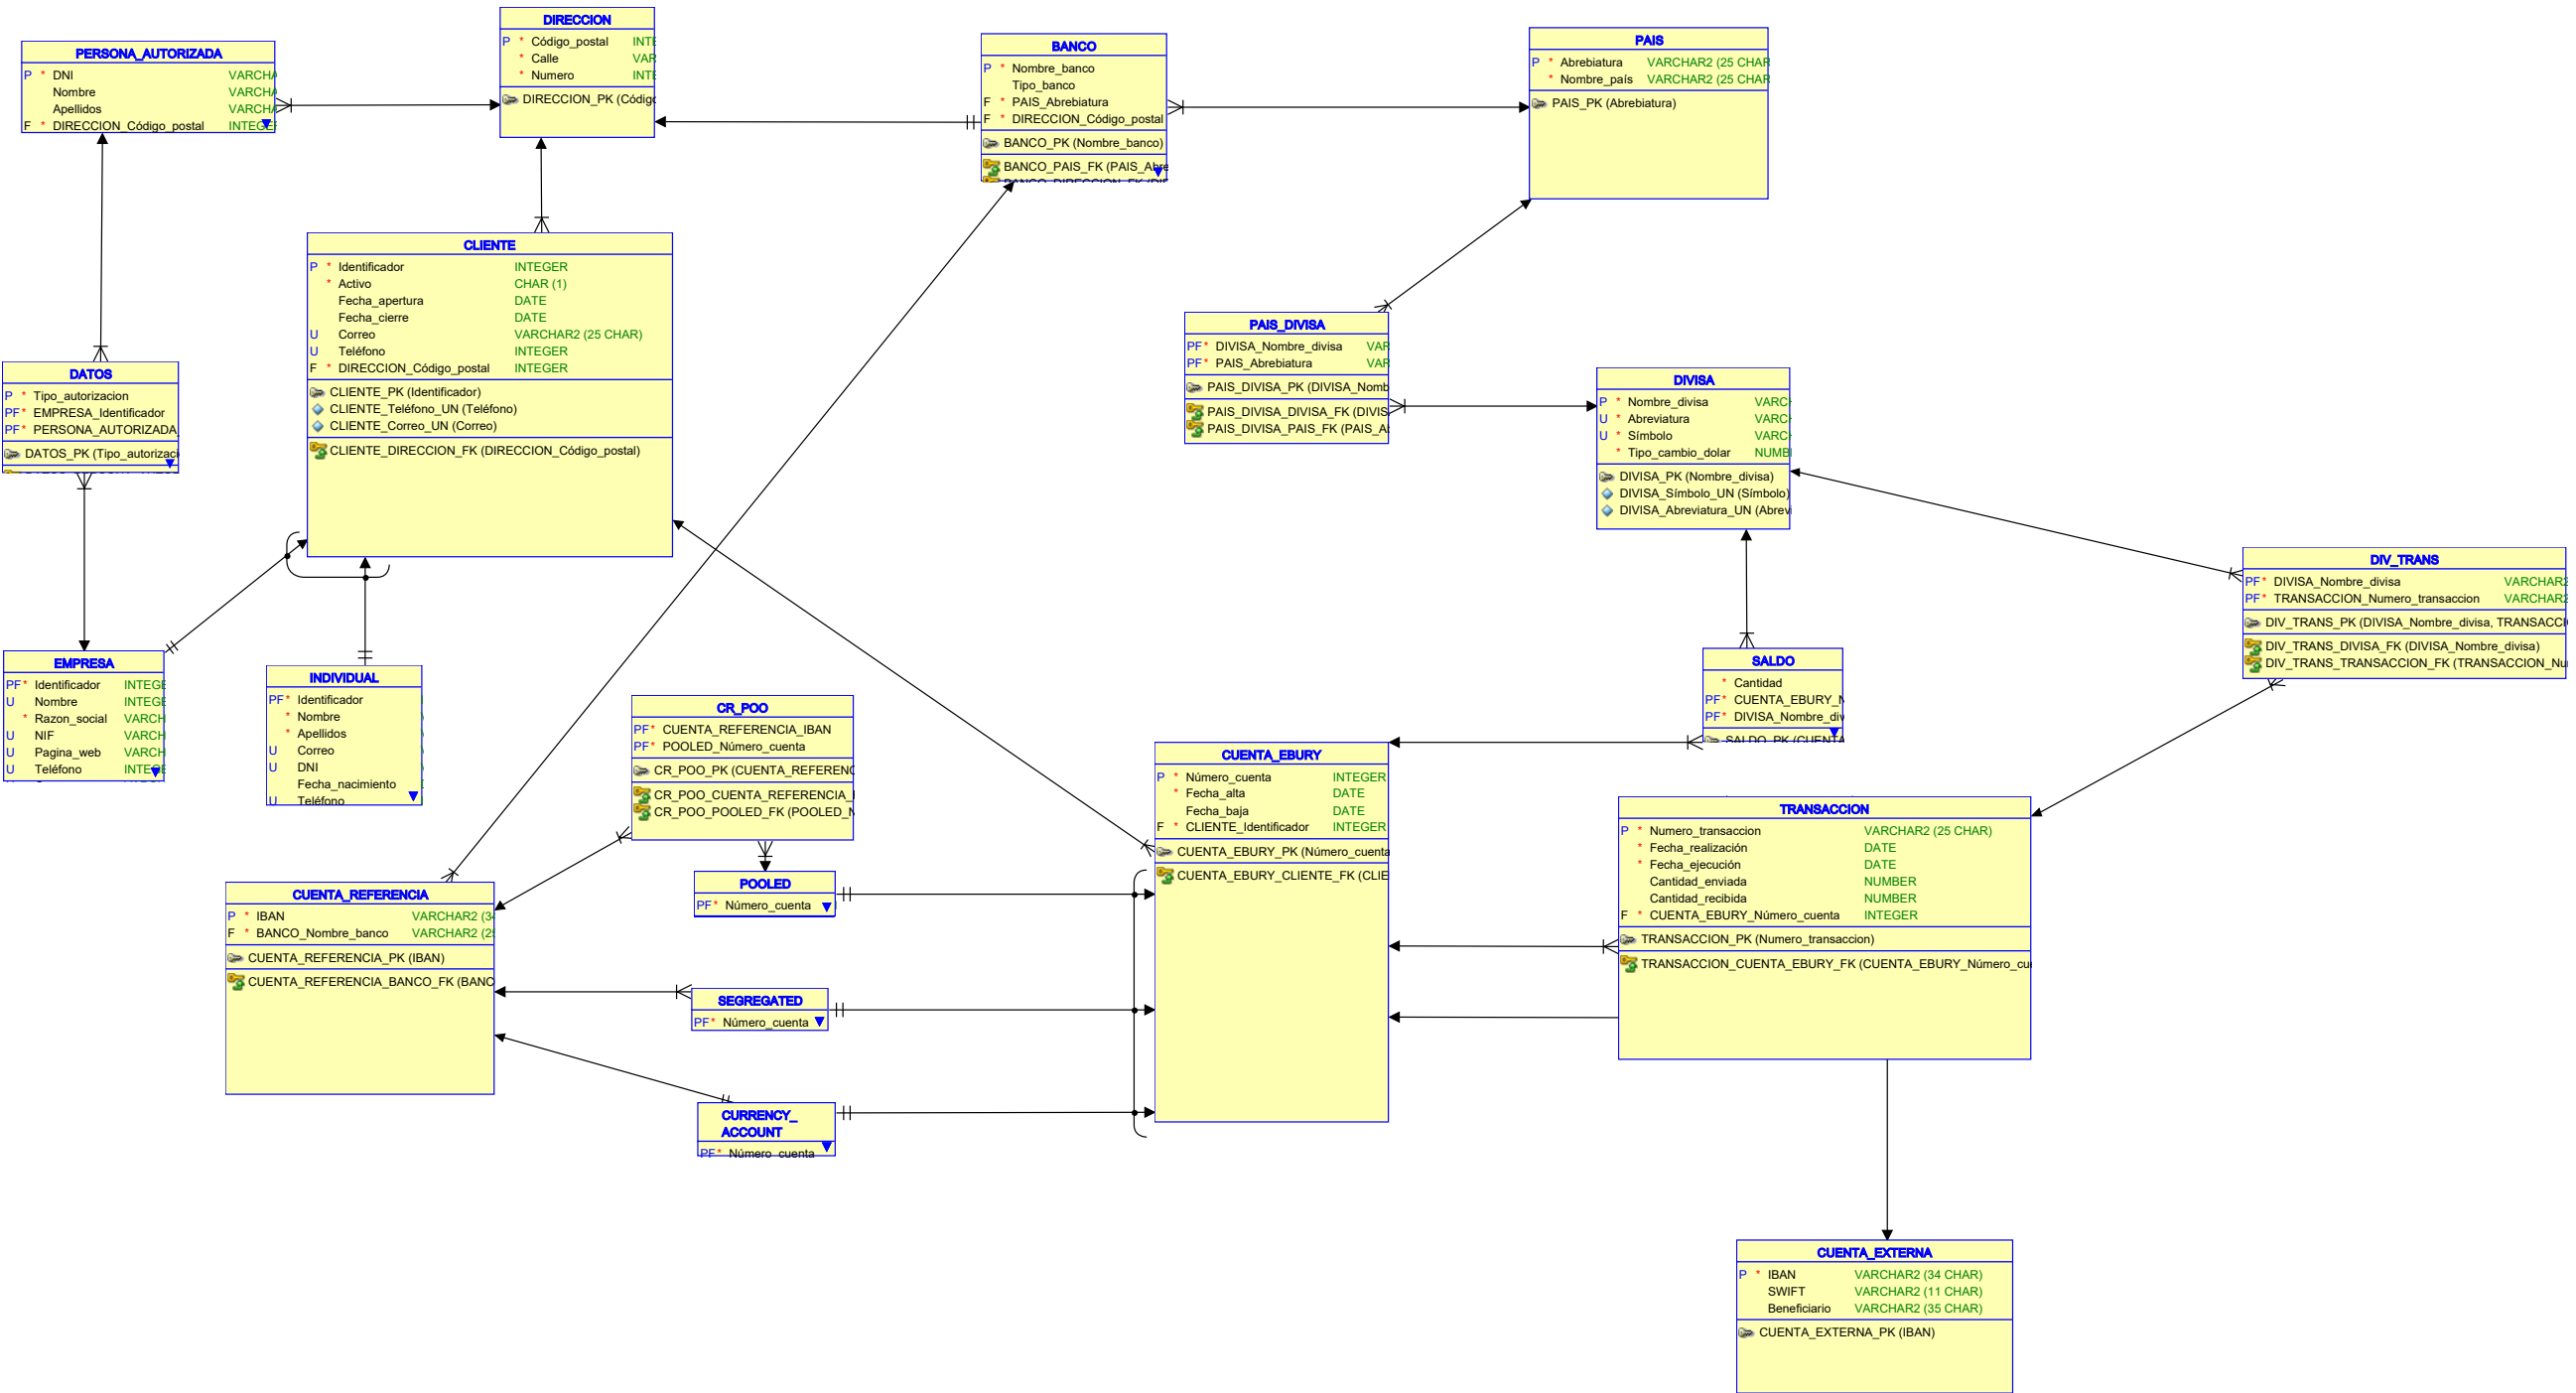 DIRECCION
P * Código_postal INTE
* Calle VAR
* Numero INTE
DIRECCION_PK (Códig
PERSONA_AUTORIZADA
P * DNI VARCHA
Nombre VARCHA
Apellidos VARCHA
F * DIRECCION_Código_postal INTEGE
BANCO
P * Nombre_banco
Tipo_banco
F * PAIS_Abrebiatura
F * DIRECCION_Código_postal
BANCO_PK (Nombre_banco)
BANCO_PAIS_FK (PAIS_Abre
PAIS
P * Abrebiatura VARCHAR2 (25 CHAR
* Nombre_país VARCHAR2 (25 CHAR
PAIS_PK (Abrebiatura)
CLIENTE
P * Identificador INTEGER
* Activo CHAR (1)
Fecha_apertura DATE
Fecha_cierre DATE
U Correo VARCHAR2 (25 CHAR)
U Teléfono INTEGER
F * DIRECCION_Código_postal INTEGER
CLIENTE_PK (Identificador)
CLIENTE_Teléfono_UN (Teléfono)
CLIENTE_Correo_UN (Correo)
CLIENTE_DIRECCION_FK (DIRECCION_Código_postal)
PAIS_DIVISA
PF* DIVISA_Nombre_divisa VAR
PF* PAIS_Abrebiatura VAR
PAIS_DIVISA_PK (DIVISA_Nomb
PAIS_DIVISA_DIVISA_FK (DIVIS
PAIS_DIVISA_PAIS_FK (PAIS_A
DATOS
P * Tipo_autorizacion
PF* EMPRESA_Identificador
PF* PERSONA_AUTORIZADA_
DATOS_PK (Tipo_autorizaci
DIVISA
P * Nombre_divisa VARC
U * Abreviatura VARC
U * Símbolo VARC
* Tipo_cambio_dolar NUMB
DIVISA_PK (Nombre_divisa)
DIVISA_Símbolo_UN (Símbolo)
DIVISA_Abreviatura_UN (Abrev
DIV_TRANS
PF* DIVISA_Nombre_divisa VARCHAR2
PF* TRANSACCION_Numero_transaccion VARCHAR2
DIV_TRANS_PK (DIVISA_Nombre_divisa, TRANSACCI
DIV_TRANS_DIVISA_FK (DIVISA_Nombre_divisa)
DIV_TRANS_TRANSACCION_FK (TRANSACCION_Nu
EMPRESA
PF* Identificador INTEGE
U Nombre INTEGE
* Razon_social VARCH
U NIF VARCH
U Pagina_web VARCH
U Teléfono INTEGE
INDIVIDUAL
PF* Identificador
* Nombre
* Apellidos
U Correo
U DNI
Fecha_nacimiento
U Teléfono
CR_POO
PF* CUENTA_REFERENCIA_IBAN
PF* POOLED_Número_cuenta
CR_POO_PK (CUENTA_REFERENC
CR_POO_CUENTA_REFERENCIA_
CR_POO_POOLED_FK (POOLED_N
SALDO
* Cantidad
PF* CUENTA_EBURY_N
PF* DIVISA_Nombre_div
SALDO_PK (CUENTA
CUENTA_EBURY
P * Número_cuenta INTEGER
* Fecha_alta DATE
Fecha_baja DATE
F * CLIENTE_Identificador INTEGER
CUENTA_EBURY_PK (Número_cuenta
CUENTA_EBURY_CLIENTE_FK (CLIE
TRANSACCION
P * Numero_transaccion VARCHAR2 (25 CHAR)
* Fecha_realización DATE
* Fecha_ejecución DATE
Cantidad_enviada NUMBER
Cantidad_recibida NUMBER
F * CUENTA_EBURY_Número_cuenta INTEGER
TRANSACCION_PK (Numero_transaccion)
TRANSACCION_CUENTA_EBURY_FK (CUENTA_EBURY_Número_cue
POOLED
PF* Número_cuenta
CUENTA_REFERENCIA
P * IBAN VARCHAR2 (34
F * BANCO_Nombre_banco VARCHAR2 (25
CUENTA_REFERENCIA_PK (IBAN)
CUENTA_REFERENCIA_BANCO_FK (BANC
SEGREGATED
PF* Número_cuenta
CURRENCY_
ACCOUNT
PF* Número_cuenta
CUENTA_EXTERNA
P * IBAN VARCHAR2 (34 CHAR)
SWIFT VARCHAR2 (11 CHAR)
Beneficiario VARCHAR2 (35 CHAR)
CUENTA_EXTERNA_PK (IBAN)